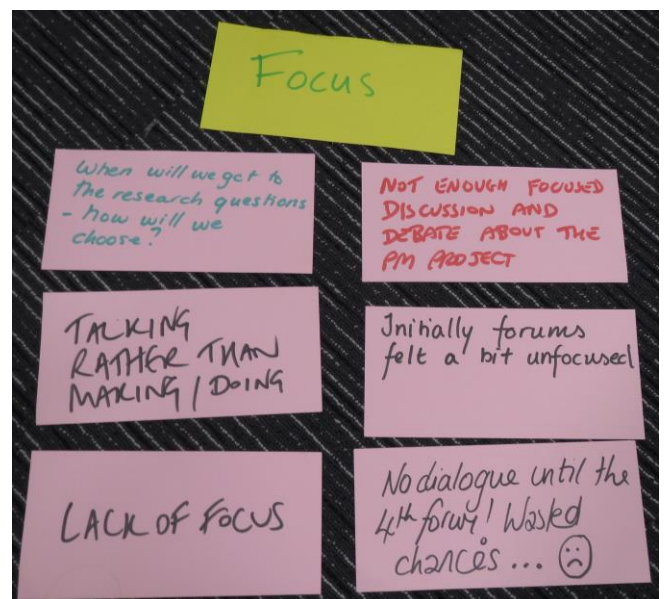 Focus
When will we get to
the research questions
- how will we
choose?
NOT ENOUGH FOCUSED
DISCUSSION AND
DEBATE ABOUT THE
PM PROJECT
TALKING
RATHER THAN
MAKING / DOING
Initially forums
felt a bit unfocused
LACK OF FOCUS
No dialogue until the
4th forum! Wasted
chances ... ☹